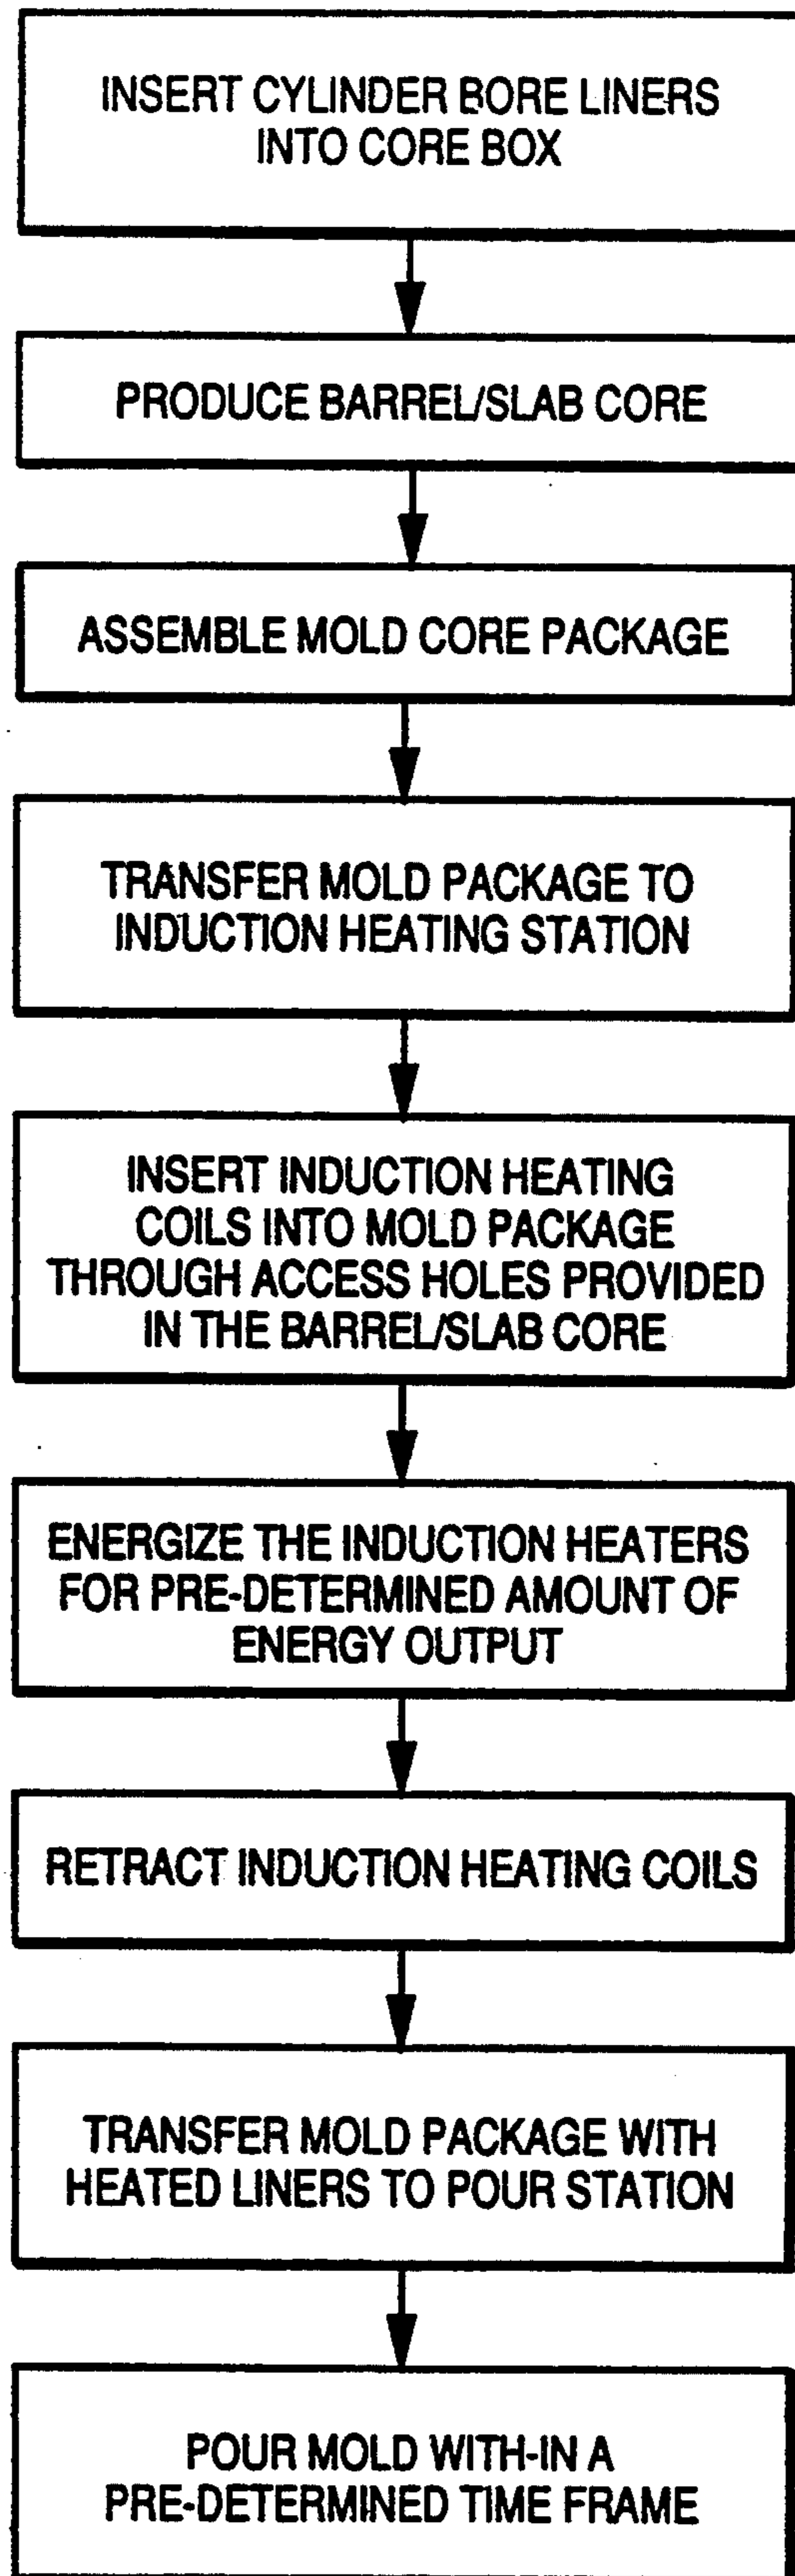 INSERT CYLINDER BORE LINERS
INTO CORE BOX
PRODUCE BARREL/SLAB CORE
ASSEMBLE MOLD CORE PACKAGE
TRANSFER MOLD PACKAGE TO
INDUCTION HEATING STATION
INSERT INDUCTION HEATING
COILS INTO MOLD PACKAGE
THROUGH ACCESS HOLES PROVIDED
IN THE BARREL/SLAB CORE
ENERGIZE THE INDUCTION HEATERS
FOR PRE-DETERMINED AMOUNT OF
ENERGY OUTPUT
RETRACT INDUCTION HEATING COILS
TRANSFER MOLD PACKAGE WITH
HEATED LINERS TO POUR STATION
POUR MOLD WITH-IN A
PRE-DETERMINED TIME FRAME